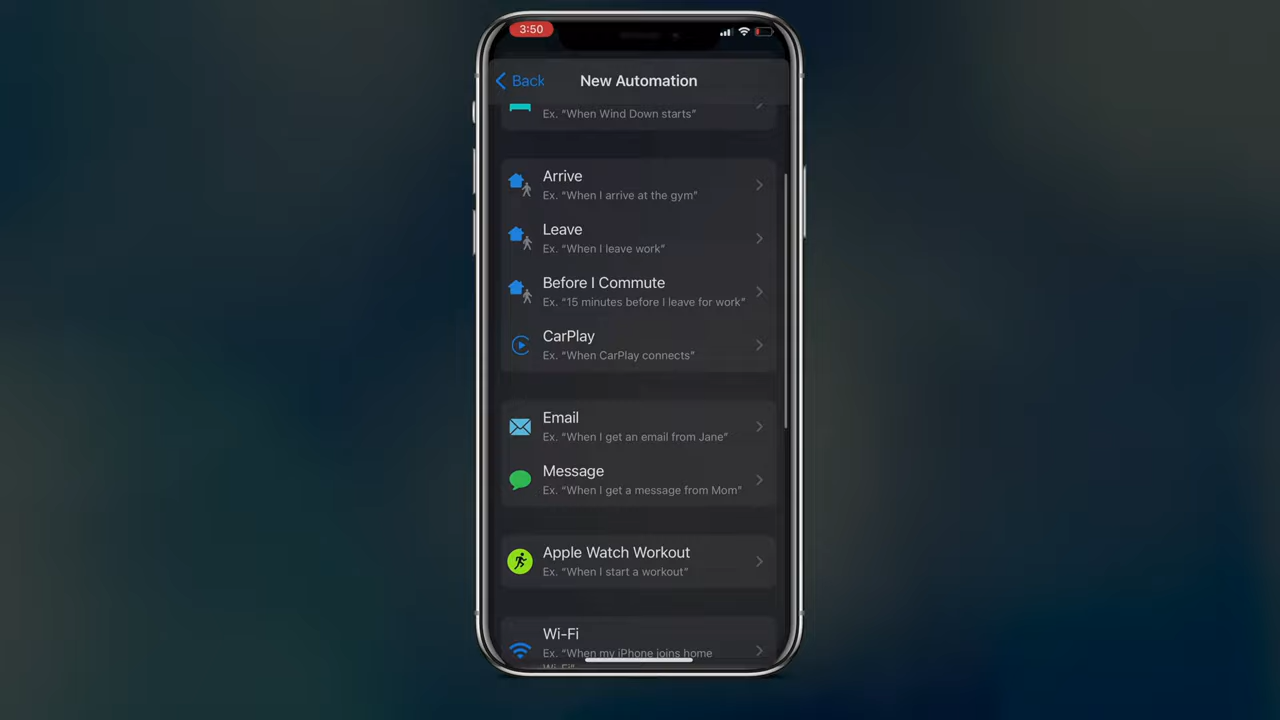 3:50
Back
New Automation
Ex. “When Wind Down starts”
Arrive
Ex. “When I arrive at the gym”
Leave
Ex. “When I leave work”
Before I Commute
Ex. “15 minutes before I leave for work”
CarPlay
Ex. “When CarPlay connects”
Email
Ex. “When I get an email from Jane”
Message
Ex. “When I get a message from Mom”
Apple Watch Workout
Ex. “When I start a workout”
Wi-Fi
Ex. “When my iPhone joins home
Wi-Fi”